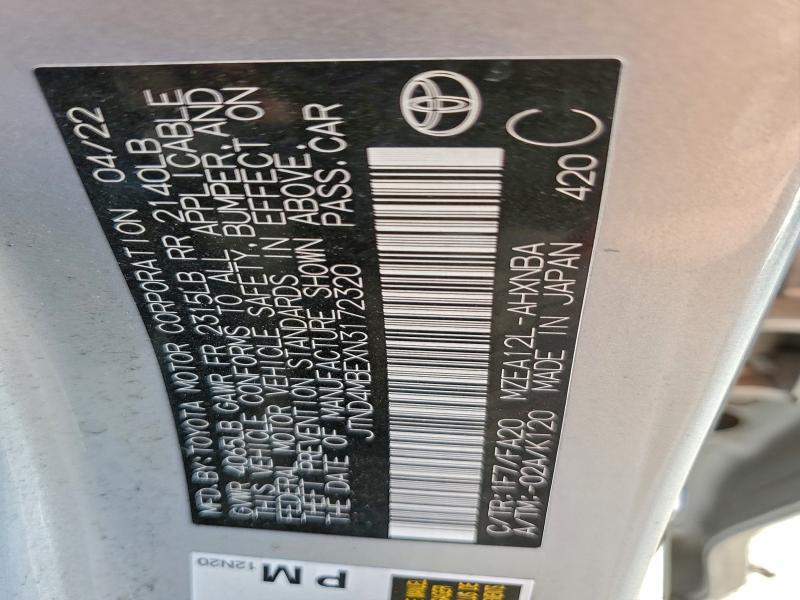 MFD.BY:TOYOTA MOTOR CORPORATION 04/22
GVWR 4265LB GAWR FR 2315LB RR 2140LB
THIS VEHICLE CONFORMS TO ALL APPLICABLE
FEDERAL MOTOR VEHICLE SAFETY,BUMPER,AND
THEFT PREVENTION STANDARDS IN EFFECT ON
THE DATE OF MANUFACTURE SHOWN ABOVE.
JTND4MBEXN3172320 PASS.CAR
C/TR:1F7/FA20 MZEA12L-AHXNBA 420 C
A/TM:-02A/K120 MADE IN JAPAN
P M
12N20